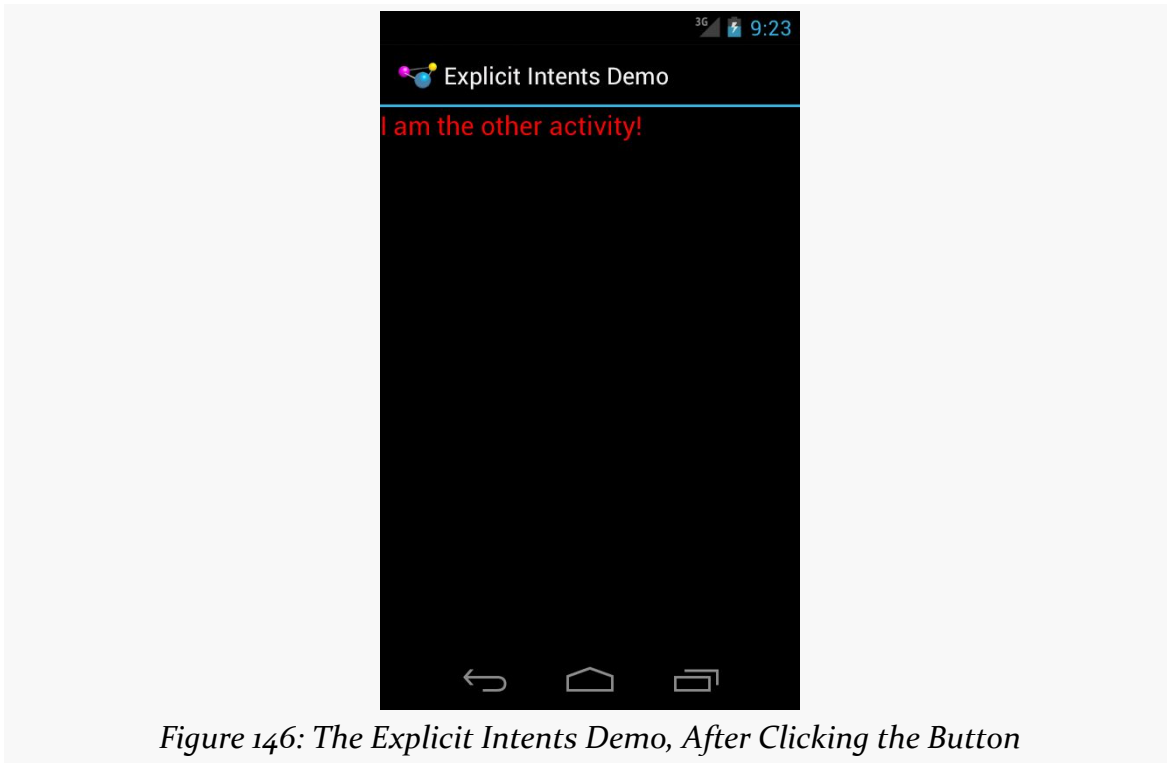 3G 9:23
Explicit Intents Demo
I am the other activity!
Figure 146: The Explicit Intents Demo, After Clicking the Button